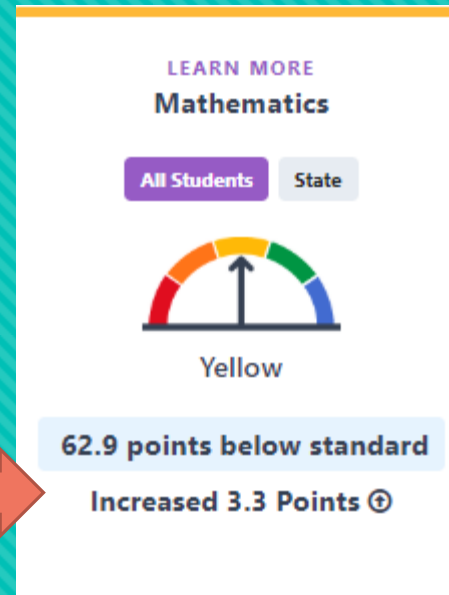 LEARN MORE
Mathematics
All Students State
Yellow
62.9 points below standard
Increased 3.3 Points